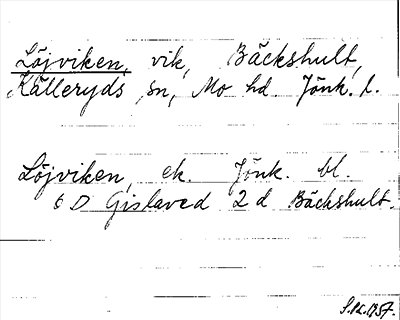 Löjviken, vik, Bäckshult,
Källeryds sn, Mo hd Jönk. l.
Löjviken, ek. Jönk. bl.
6 D Gislaved 2 d Bäckshult.
1957.